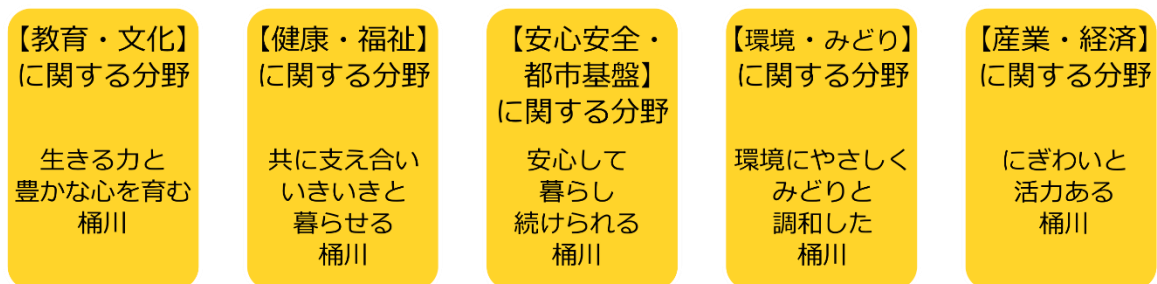 【教育・文化】
に関する分野
生きる力と
豊かな心を育む
桶川
【健康・福祉】
に関する分野
共に支え合い
いきいきと
暮らせる
桶川
【安心安全・
都市基盤】
に関する分野
安心して
暮らし
続けられる
桶川
【環境・みどり】
に関する分野
環境にやさしく
みどりと
調和した
桶川
【産業・経済】
に関する分野
にぎわいと
活力ある
桶川